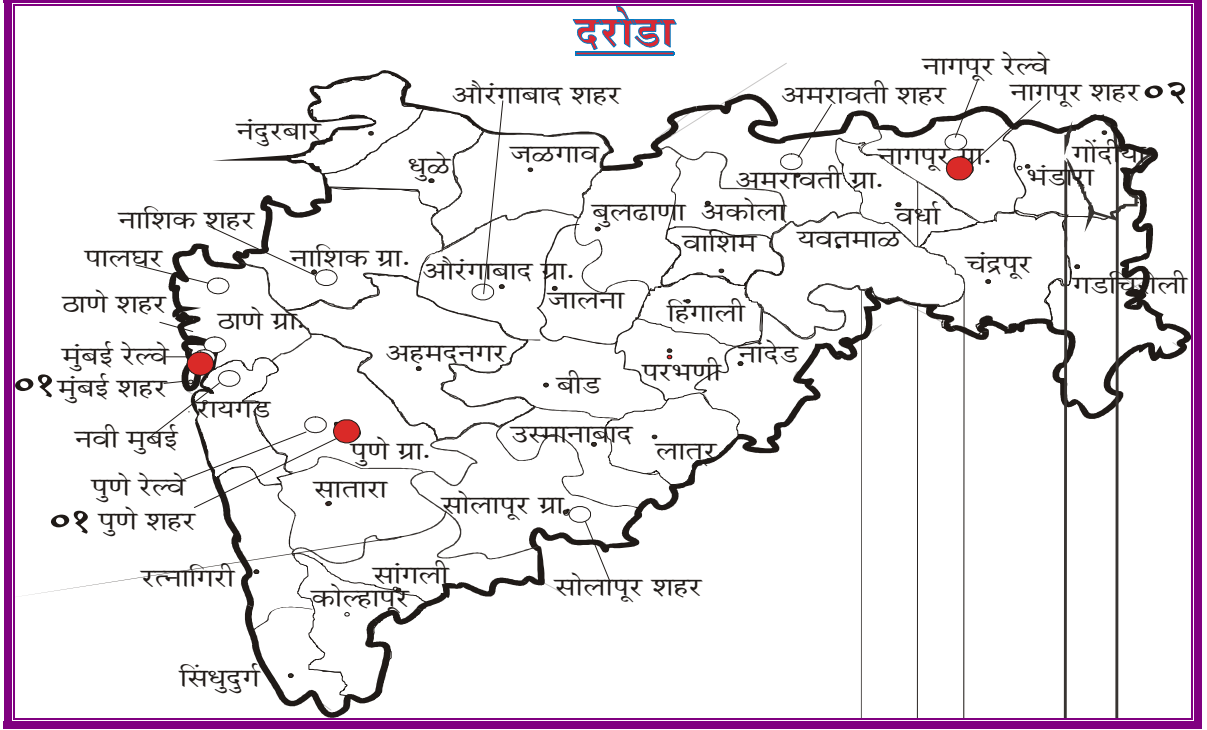 दरोडा
नागपूर रेल्वे
औरंगाबाद शहर
अमरावती शहर
नागपूर शहर ०२
नंदुरबार
धुळे
जळगाव
नागपूर ग्रा.
गोंदीया
भंडारा
अमरावती ग्रा.
नाशिक शहर
बुलढाणा
अकोला
वर्धा
पालघर
नाशिक ग्रा.
औरंगाबाद ग्रा.
वाशिम
यवतमाळ
चंद्रपूर
गडचिरोली
ठाणे शहर
ठाणे ग्रा.
जालना
हिंगाली
मुंबई रेल्वे
अहमदनगर
नांदेड
०१ मुंबई शहर
परभणी
बीड
रायगड
नवी मुबई
उस्मानाबाद
पुणे ग्रा.
लातूर
पुणे रेल्वे
सातारा
सोलापूर ग्रा.
०१ पुणे शहर
रत्नागिरी
सांगली
सोलापूर शहर
कोल्हापूर
सिंधुदुर्ग